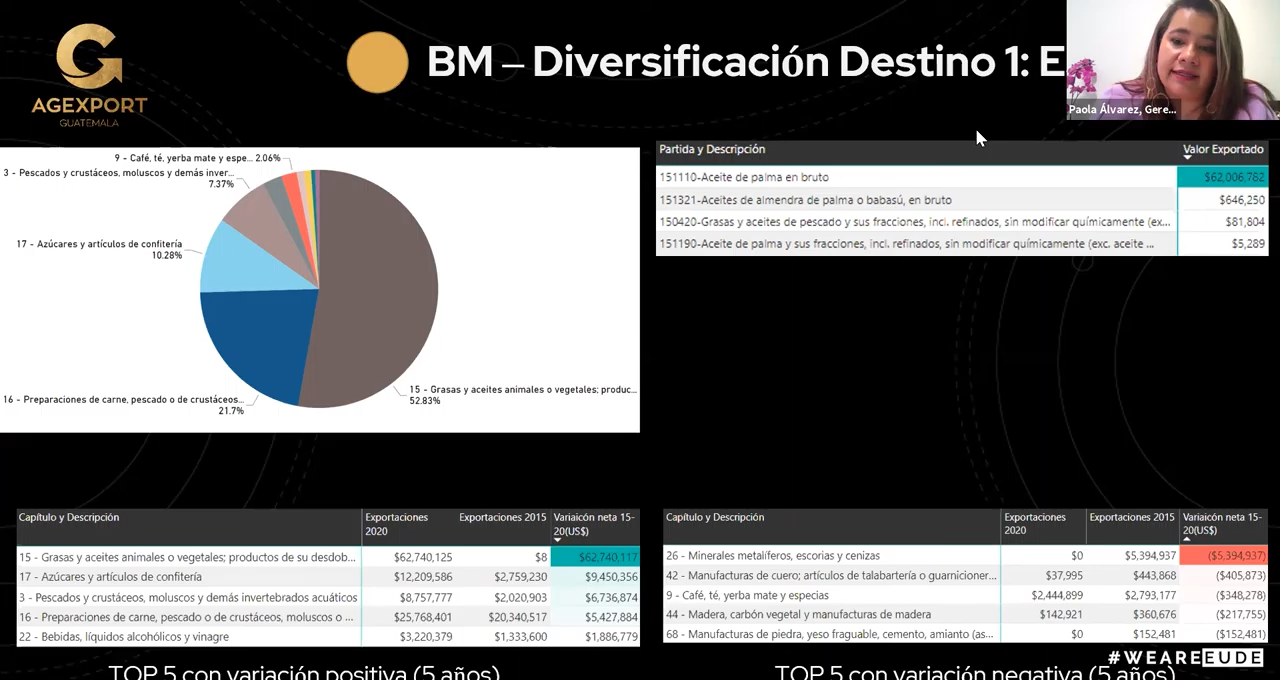 AGEXPORT
GUATEMALA
BM – Diversificación Destino 1: E
Paola Álvarez, Gere...
9 - Café, té, yerba mate y espe... 2.06%
3 - Pescados y crustáceos, moluscos y demás inver...
7.37%
17 - Azúcares y artículos de confitería
10.28%
16 - Preparaciones de carne, pescado o de crustáceos...
21.7%
15 - Grasas y aceites animales o vegetales; produc...
52.83%
Partida y Descripción Valor Exportado
151110-Aceite de palma en bruto $62,006,782
151321-Aceites de almendra de palma o babasú, en bruto $646,250
150420-Grasas y aceites de pescado y sus fracciones, incl. refinados, sin modificar químicamente (ex... $81,804
151190-Aceite de palma y sus fracciones, incl. refinados, sin modificar químicamente (exc. aceite ... $5,289
Capítulo y Descripción Exportaciones 2020 Exportaciones 2015 Variaicón neta 15-20(US$)
15 - Grasas y aceites animales o vegetales; productos de su desdob... $62,740,125 $8 $62,740,117
17 - Azúcares y artículos de confitería $12,209,586 $2,759,230 $9,450,356
3 - Pescados y crustáceos, moluscos y demás invertebrados acuáticos $8,757,777 $2,020,903 $6,736,874
16 - Preparaciones de carne, pescado o de crustáceos, moluscos o ... $25,768,401 $20,340,517 $5,427,884
22 - Bebidas, líquidos alcohólicos y vinagre $3,220,379 $1,333,600 $1,886,779
TOP 5 con variación positiva (5 años)
Capítulo y Descripción Exportaciones 2020 Exportaciones 2015 Variaicón neta 15-20(US$)
26 - Minerales metalíferos, escorias y cenizas $0 $5,394,937 ($5,394,937)
42 - Manufacturas de cuero; artículos de talabartería o guarnicioner... $37,995 $443,868 ($405,873)
9 - Café, té, yerba mate y especias $2,444,899 $2,793,177 ($348,278)
44 - Madera, carbón vegetal y manufacturas de madera $142,921 $360,676 ($217,755)
68 - Manufacturas de piedra, yeso fraguable, cemento, amianto (as... $0 $152,481 ($152,481)
TOP 5 con variación negativa (5 años)
#WEAREEUDE